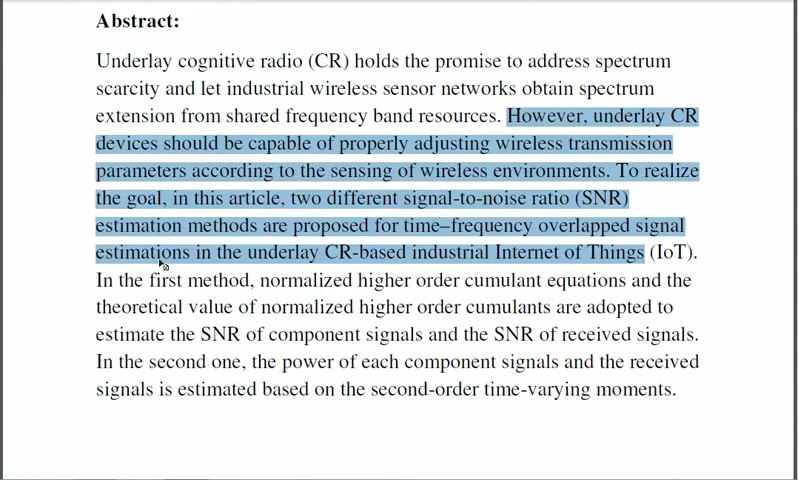 Abstract:
Underlay cognitive radio (CR) holds the promise to address spectrum
scarcity and let industrial wireless sensor networks obtain spectrum
extension from shared frequency band resources. However, underlay CR
devices should be capable of properly adjusting wireless transmission
parameters according to the sensing of wireless environments. To realize
the goal, in this article, two different signal-to-noise ratio (SNR)
estimation methods are proposed for time–frequency overlapped signal
estimations in the underlay CR-based industrial Internet of Things (IoT).
In the first method, normalized higher order cumulant equations and the
theoretical value of normalized higher order cumulants are adopted to
estimate the SNR of component signals and the SNR of received signals.
In the second one, the power of each component signals and the received
signals is estimated based on the second-order time-varying moments.